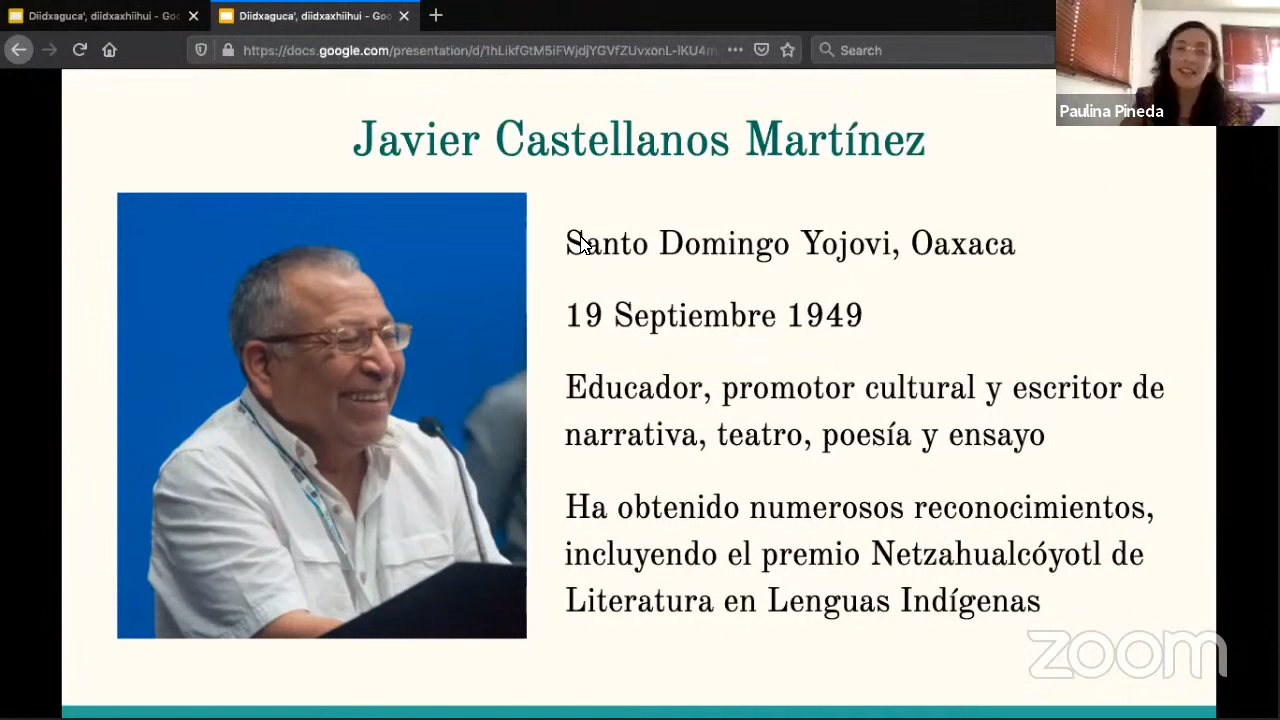 Diidxaguca', diidxaxhiihui - Goo
Diidxaguca', diidxaxhiihui - Goo
https://docs.google.com/presentation/d/1hLikfGtM5iFWjdjYGVfZUvxonL-lKU4m
Search
Paulina Pineda
Javier Castellanos Martínez
Santo Domingo Yojovi, Oaxaca
19 Septiembre 1949
Educador, promotor cultural y escritor de
narrativa, teatro, poesía y ensayo
Ha obtenido numerosos reconocimientos,
incluyendo el premio Netzahualcóyotl de
Literatura en Lenguas Indígenas
zoom